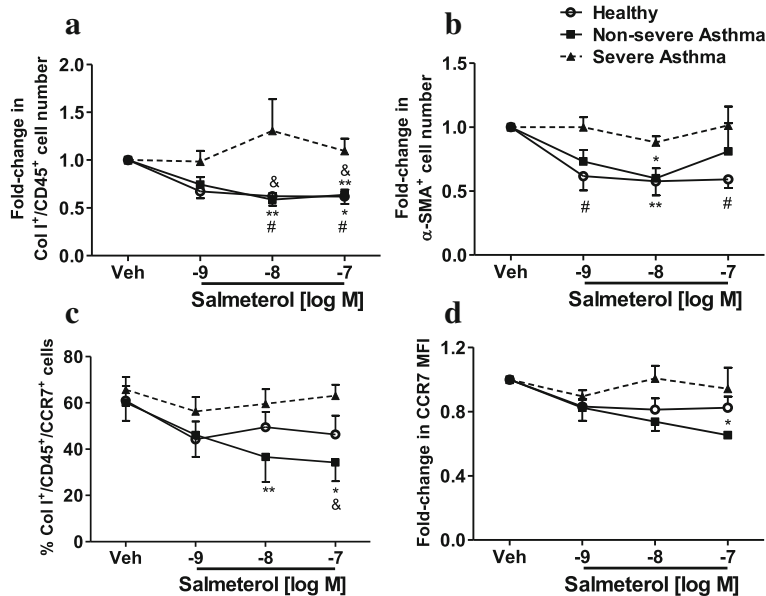 a
Fold-change in
Col I⁺/CD45⁺ cell number
2.0
1.5
1.0
0.5
0.0
&
**
#
&
**
*
#
Veh
-9
-8
-7
Salmeterol [log M]
b
Healthy
Non-severe Asthma
Severe Asthma
Fold-change in
α-SMA⁺ cell number
1.5
1.0
0.5
0.0
#
*
**
#
Veh
-9
-8
-7
Salmeterol [log M]
c
% Col I⁺/CD45⁺/CCR7⁺ cells
80
60
40
20
0
**
*
&
Veh
-9
-8
-7
Salmeterol [log M]
d
Fold-change in CCR7 MFI
1.2
0.8
0.4
0.0
*
Veh
-9
-8
-7
Salmeterol [log M]